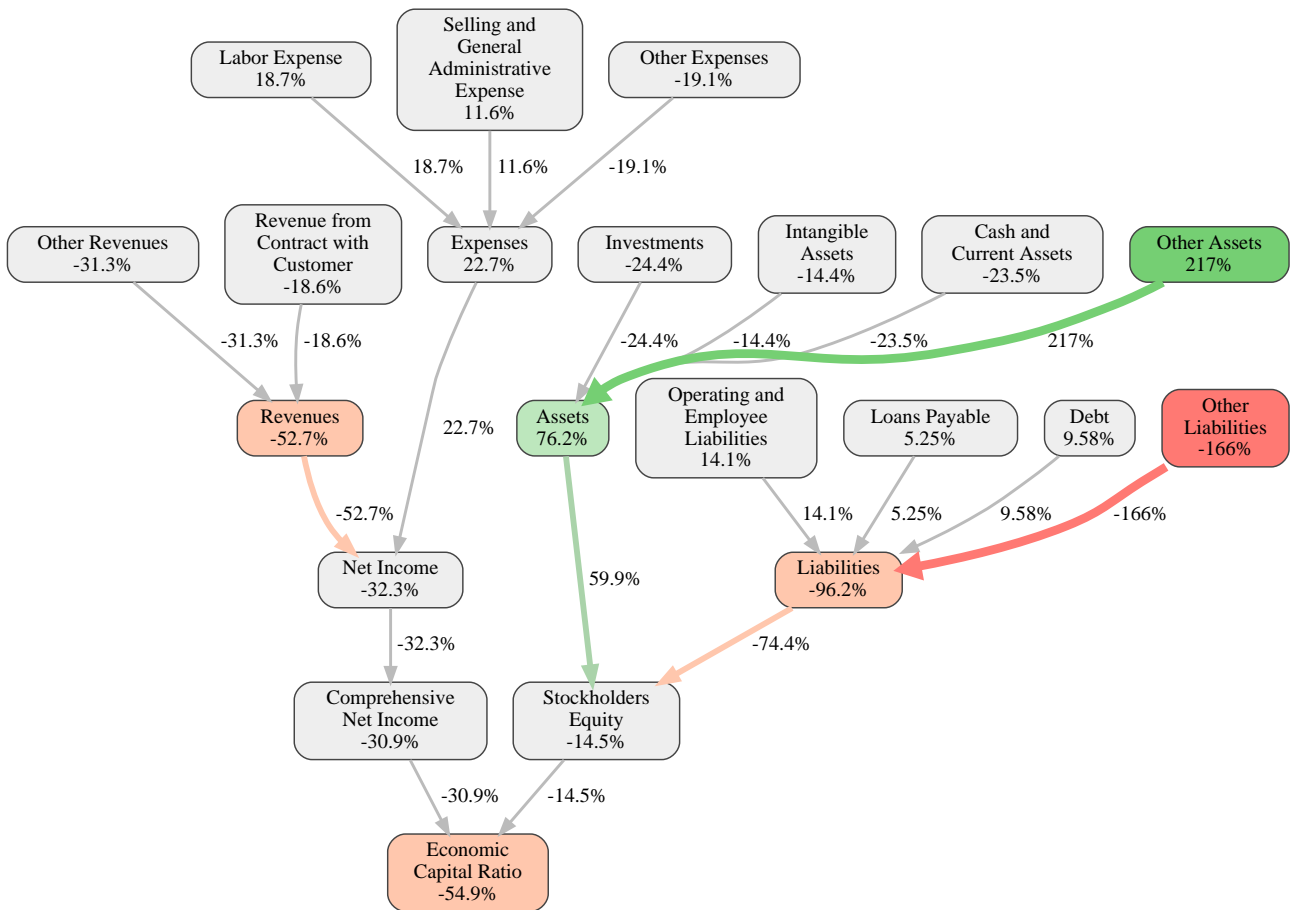 Selling and
General
Administrative
Expense
11.6%
Labor Expense
18.7%
Other Expenses
-19.1%
18.7%
11.6%
-19.1%
Other Revenues
-31.3%
Revenue from
Contract with
Customer
-18.6%
Expenses
22.7%
Investments
-24.4%
Intangible
Assets
-14.4%
Cash and
Current Assets
-23.5%
Other Assets
217%
-31.3%
-18.6%
-24.4%
-14.4%
-23.5%
217%
Revenues
-52.7%
22.7%
Assets
76.2%
Operating and
Employee
Liabilities
14.1%
Loans Payable
5.25%
Debt
9.58%
Other
Liabilities
-166%
-52.7%
14.1%
5.25%
9.58%
-166%
Net Income
-32.3%
59.9%
Liabilities
-96.2%
-32.3%
-74.4%
Comprehensive
Net Income
-30.9%
Stockholders
Equity
-14.5%
-30.9%
-14.5%
Economic
Capital Ratio
-54.9%